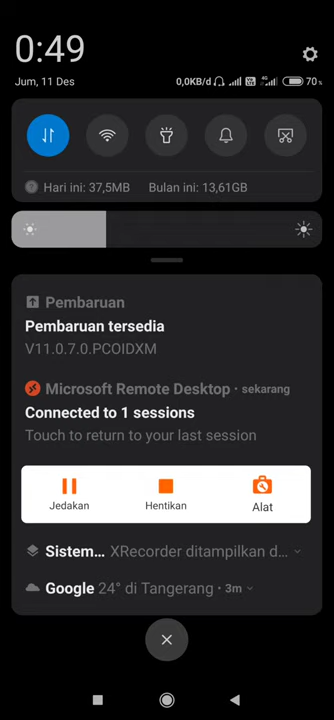 0:49
Jum, 11 Des 0,0KB/d 4G 70%
Hari ini: 37,5MB Bulan ini: 13,61GB
Pembaruan
Pembaruan tersedia
V11.0.7.0.PCOIDXM
Microsoft Remote Desktop • sekarang
Connected to 1 sessions
Touch to return to your last session
Jedakan Hentikan Alat
Sistem... XRecorder ditampilkan d...
Google 24° di Tangerang • 3m